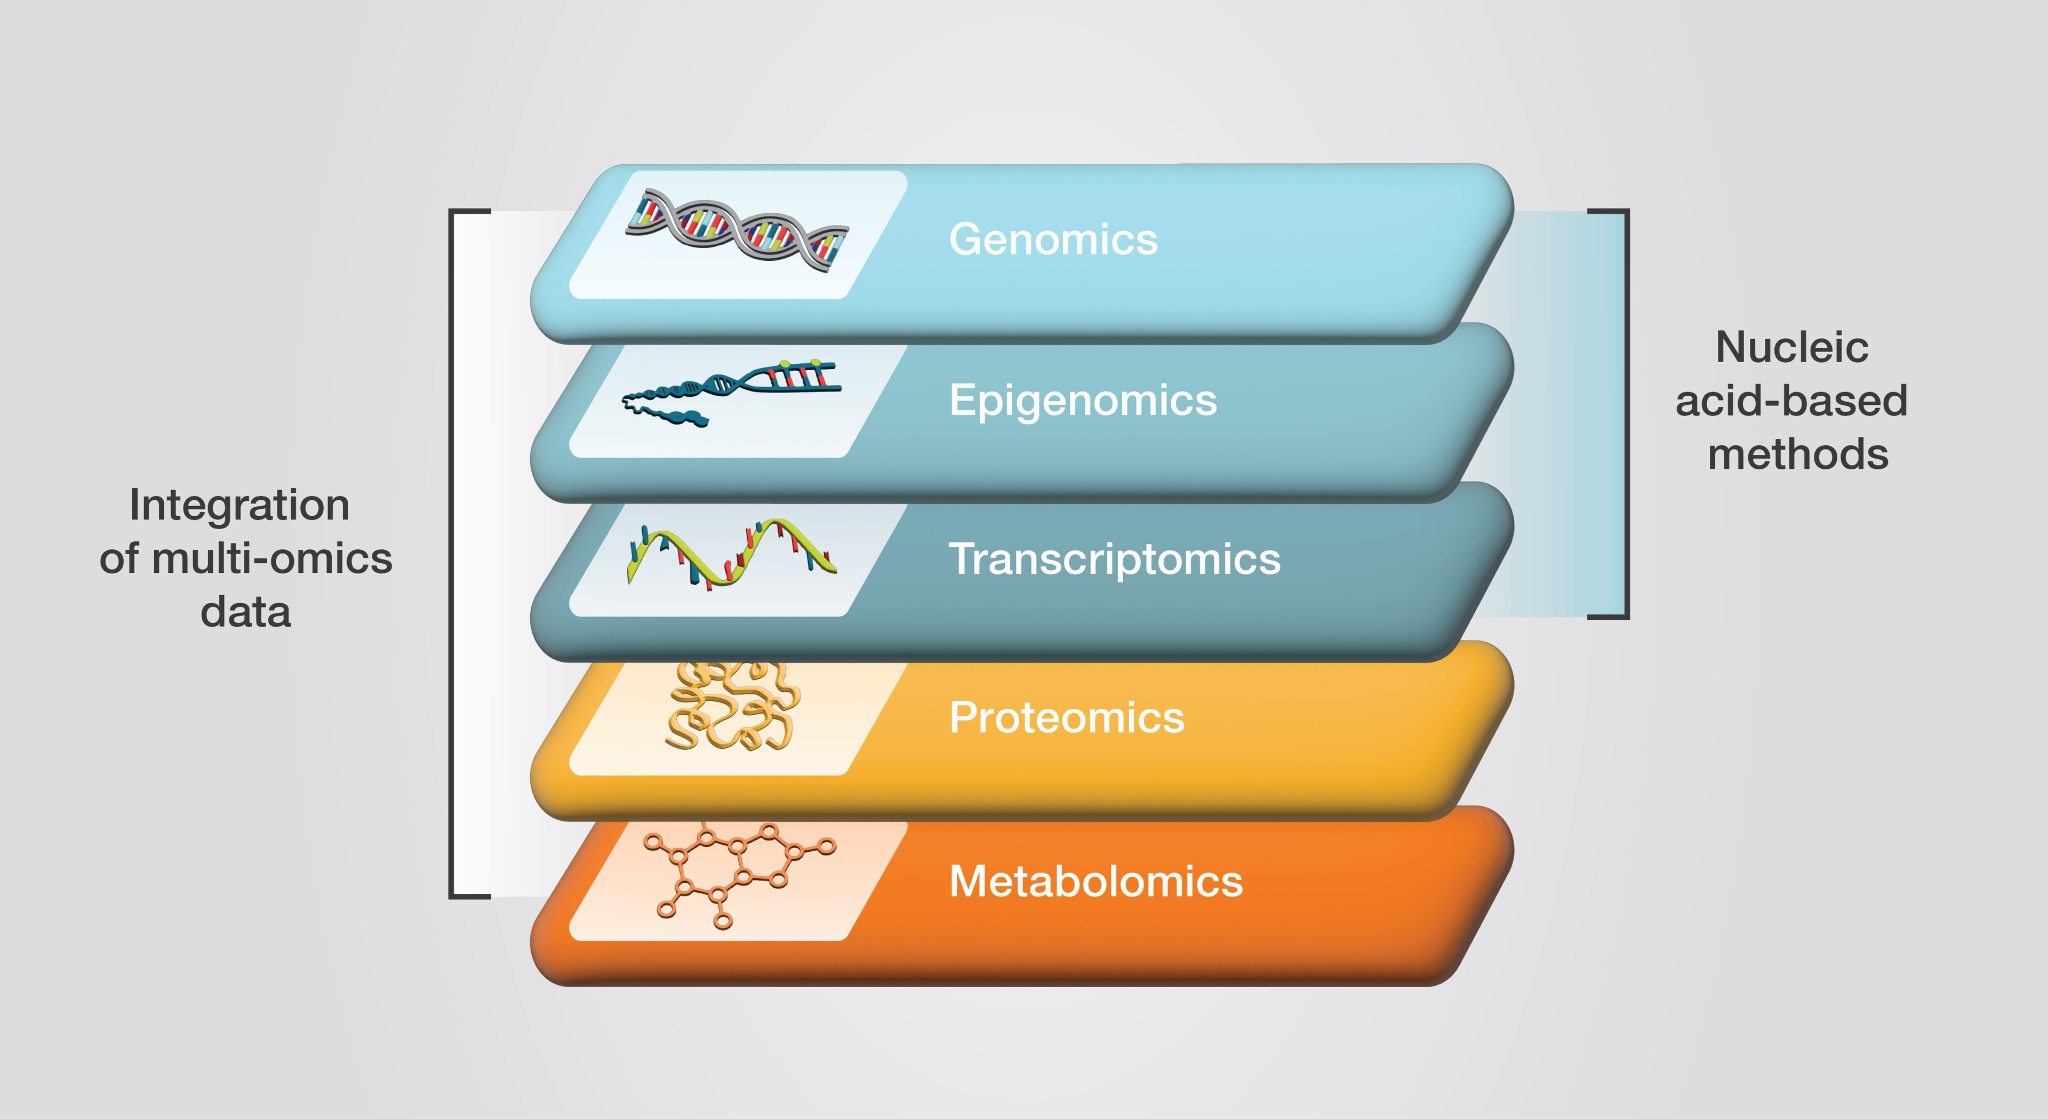 Genomics
Epigenomics
Transcriptomics
Proteomics
Metabolomics
Integration
of multi-omics
data
Nucleic
acid-based
methods